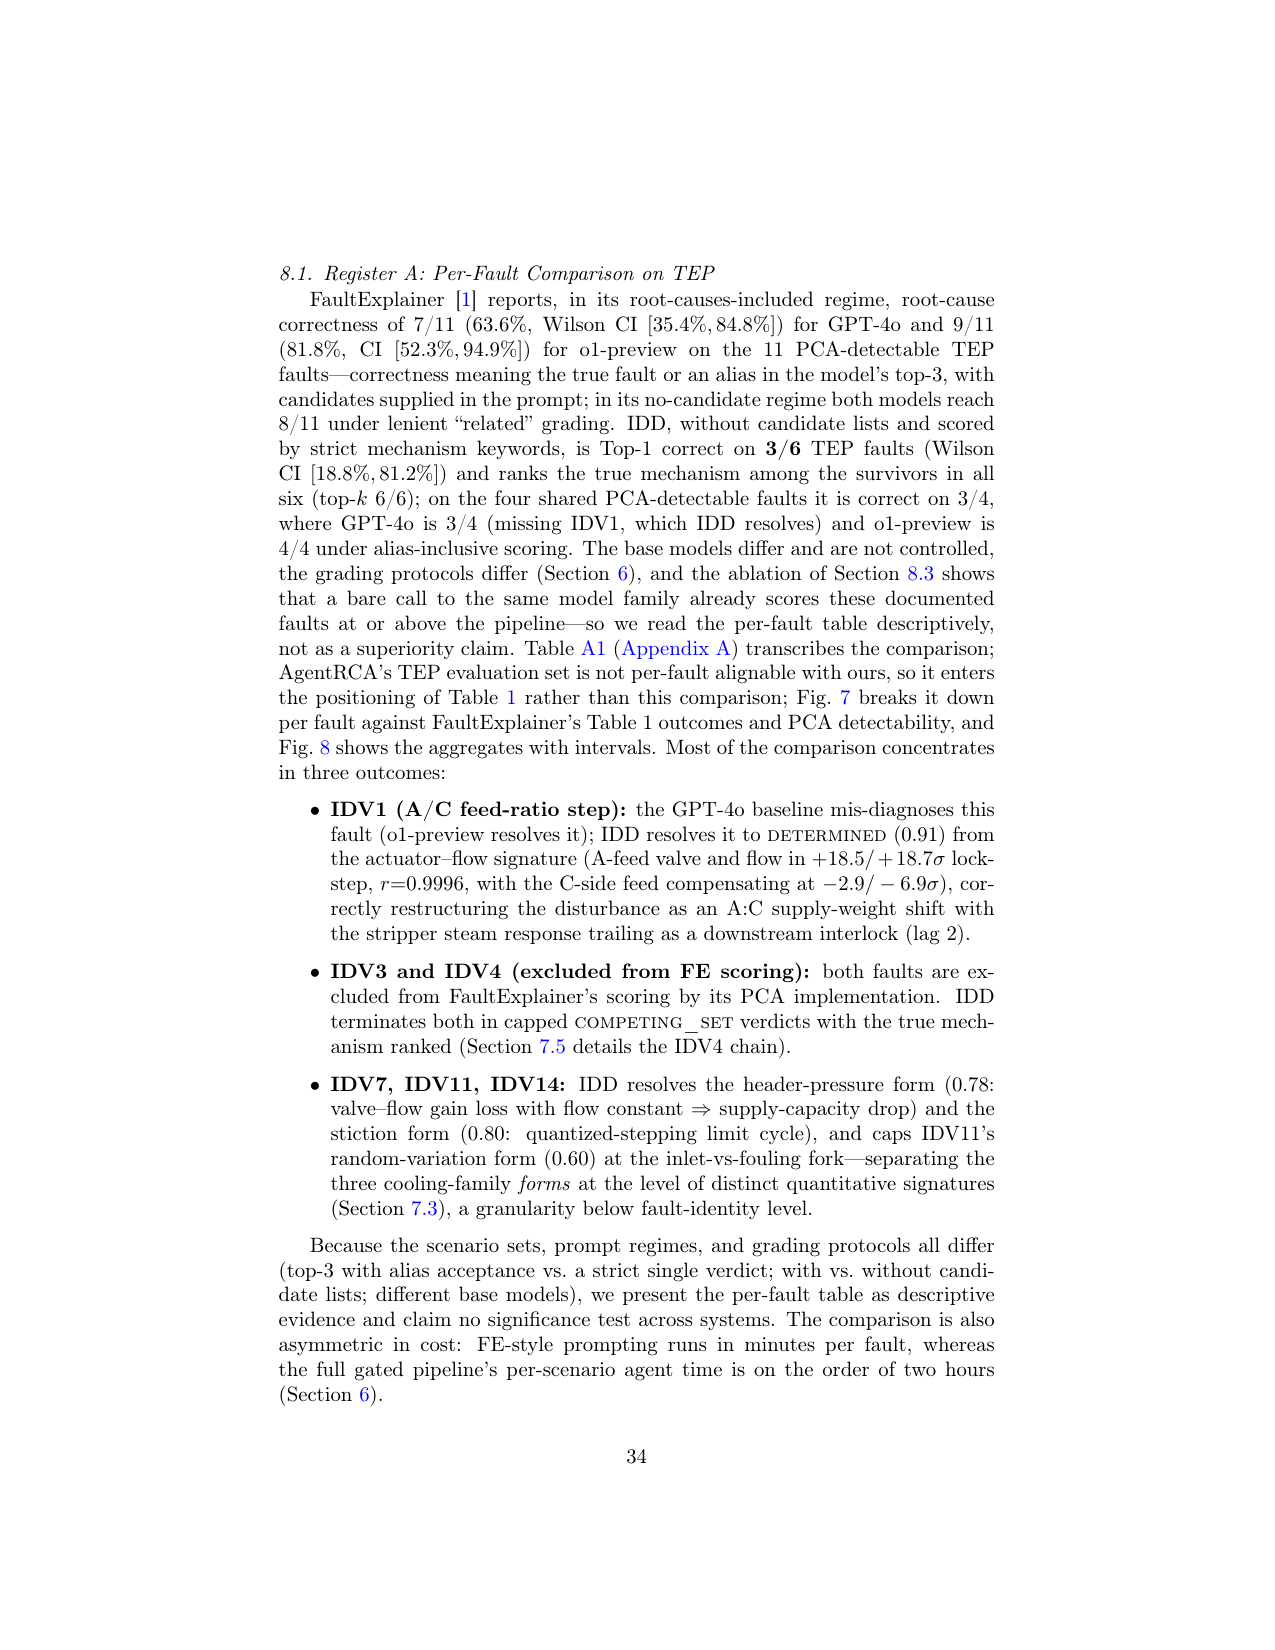 8.1. Register A: Per-Fault Comparison on TEP
FaultExplainer [1] reports, in its root-causes-included regime, root-cause
correctness of 7/11 (63.6%, Wilson CI [35.4%, 84.8%]) for GPT-4o and 9/11
(81.8%, CI [52.3%, 94.9%]) for o1-preview on the 11 PCA-detectable TEP
faults—correctness meaning the true fault or an alias in the model's top-3, with
candidates supplied in the prompt; in its no-candidate regime both models reach
8/11 under lenient “related” grading. IDD, without candidate lists and scored
by strict mechanism keywords, is Top-1 correct on 3/6 TEP faults (Wilson
CI [18.8%, 81.2%]) and ranks the true mechanism among the survivors in all
six (top-k 6/6); on the four shared PCA-detectable faults it is correct on 3/4,
where GPT-4o is 3/4 (missing IDV1, which IDD resolves) and o1-preview is
4/4 under alias-inclusive scoring. The base models differ and are not controlled,
the grading protocols differ (Section 6), and the ablation of Section 8.3 shows
that a bare call to the same model family already scores these documented
faults at or above the pipeline—so we read the per-fault table descriptively,
not as a superiority claim. Table A1 (Appendix A) transcribes the comparison;
AgentRCA's TEP evaluation set is not per-fault alignable with ours, so it enters
the positioning of Table 1 rather than this comparison; Fig. 7 breaks it down
per fault against FaultExplainer's Table 1 outcomes and PCA detectability, and
Fig. 8 shows the aggregates with intervals. Most of the comparison concentrates
in three outcomes:
• IDV1 (A/C feed-ratio step): the GPT-4o baseline mis-diagnoses this
fault (o1-preview resolves it); IDD resolves it to DETERMINED (0.91) from
the actuator–flow signature (A-feed valve and flow in +18.5/+18.7σ lock-
step, r=0.9996, with the C-side feed compensating at −2.9/ − 6.9σ), cor-
rectly restructuring the disturbance as an A:C supply-weight shift with
the stripper steam response trailing as a downstream interlock (lag 2).
• IDV3 and IDV4 (excluded from FE scoring): both faults are ex-
cluded from FaultExplainer's scoring by its PCA implementation. IDD
terminates both in capped COMPETING_SET verdicts with the true mech-
anism ranked (Section 7.5 details the IDV4 chain).
• IDV7, IDV11, IDV14: IDD resolves the header-pressure form (0.78:
valve–flow gain loss with flow constant ⇒ supply-capacity drop) and the
stiction form (0.80: quantized-stepping limit cycle), and caps IDV11's
random-variation form (0.60) at the inlet-vs-fouling fork—separating the
three cooling-family forms at the level of distinct quantitative signatures
(Section 7.3), a granularity below fault-identity level.
Because the scenario sets, prompt regimes, and grading protocols all differ
(top-3 with alias acceptance vs. a strict single verdict; with vs. without candi-
date lists; different base models), we present the per-fault table as descriptive
evidence and claim no significance test across systems. The comparison is also
asymmetric in cost: FE-style prompting runs in minutes per fault, whereas
the full gated pipeline's per-scenario agent time is on the order of two hours
(Section 6).
34